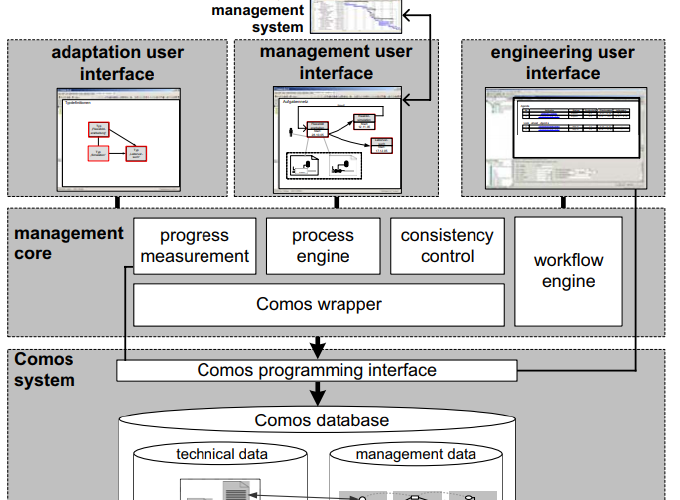 management
system
adaptation user
interface
management user
interface
engineering user
interface
management
core
progress
measurement
process
engine
consistency
control
workflow
engine
Comos wrapper
Comos
system
Comos programming interface
Comos database
technical data
management data